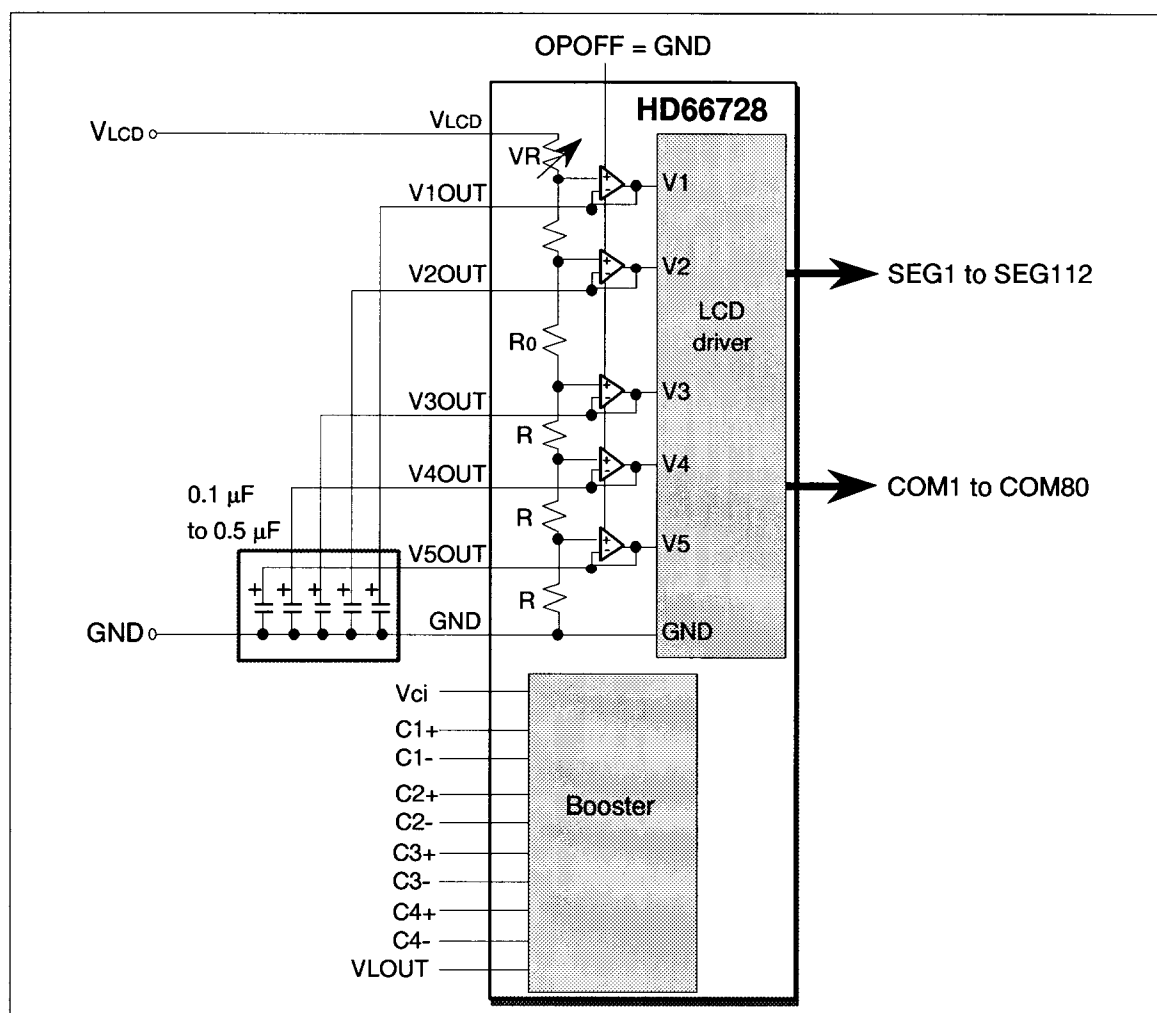 OPOFF = GND
HD66728
VLCD
VLCD
VR
+
-
V1
V1OUT
+
-
V2
V2OUT
SEG1 to SEG112
LCD
driver
R0
+
-
V3
V3OUT
R
+
-
V4
V4OUT
COM1 to COM80
0.1 µF
to 0.5 µF
R
+
-
V5
V5OUT
+ + + + +
R
GND
GND
GND
Vci
C1+
C1-
C2+
C2-
Booster
C3+
C3-
C4+
C4-
VLOUT